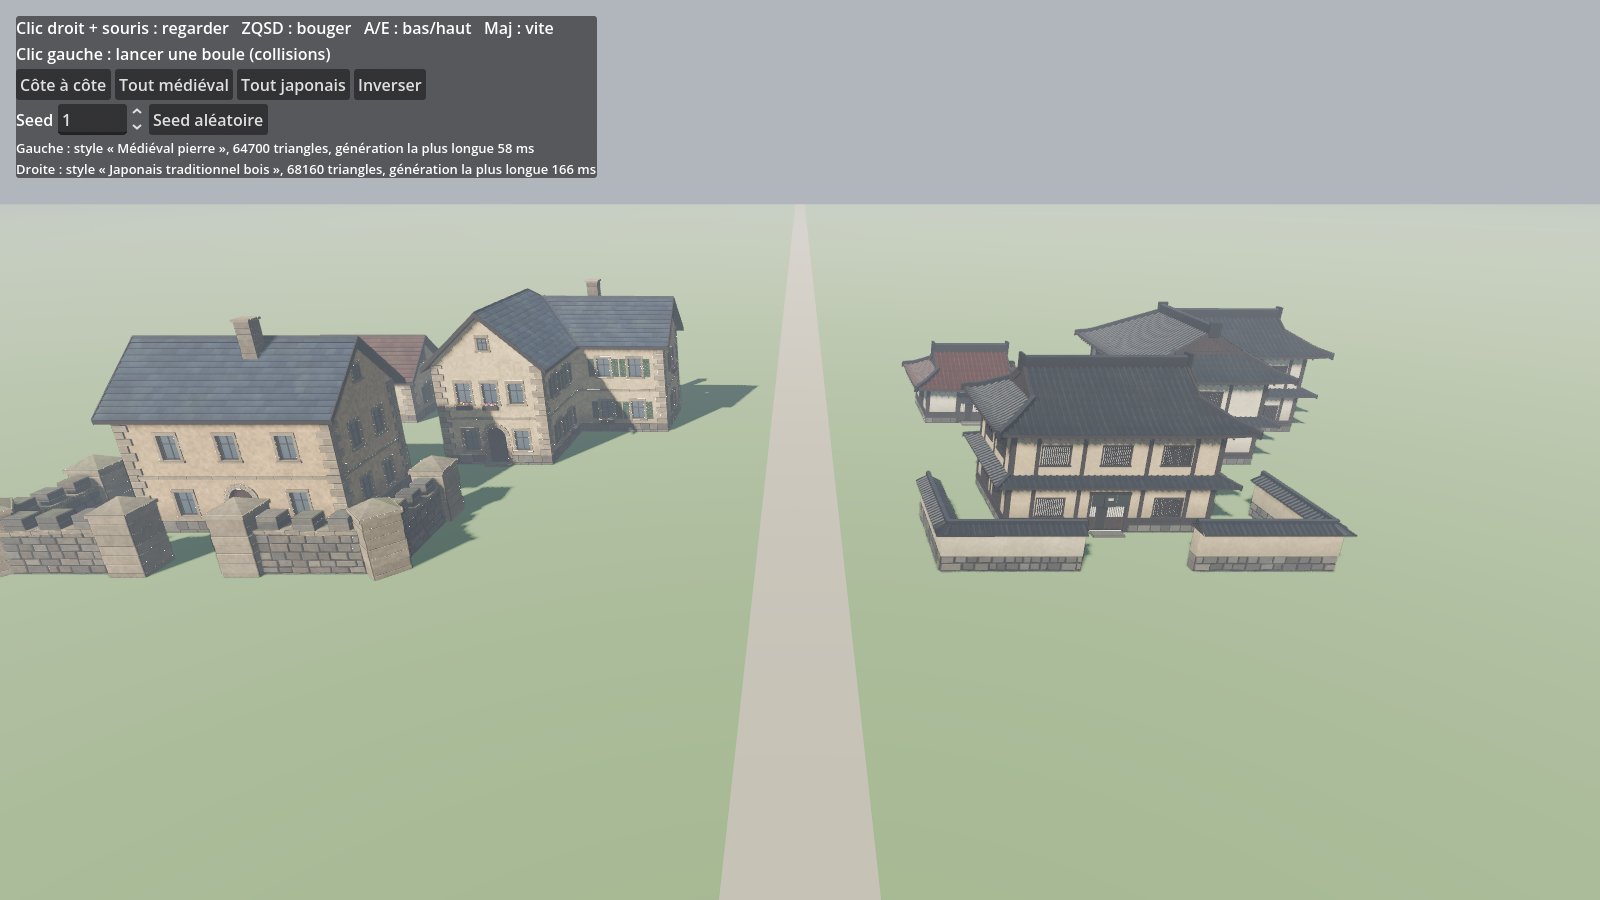 Clic droit + souris : regarder ZQSD : bouger A/E : bas/haut Maj : vite
Clic gauche : lancer une boule (collisions)
Côte à côte Tout médiéval Tout japonais Inverser
Seed 1 Seed aléatoire
Gauche : style « Médiéval pierre », 64700 triangles, génération la plus longue 58 ms
Droite : style « Japonais traditionnel bois », 68160 triangles, génération la plus longue 166 ms